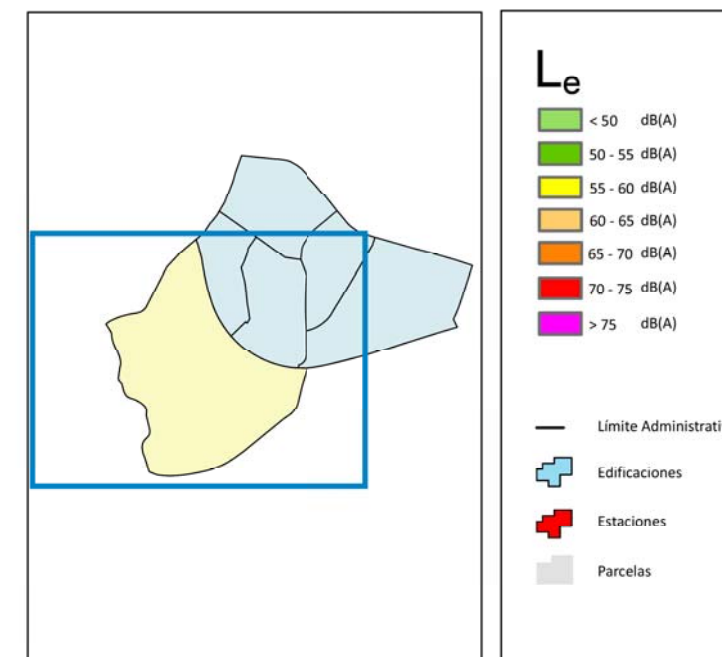 Le
< 50 dB(A)
50 - 55 dB(A)
55 - 60 dB(A)
60 - 65 dB(A)
65 - 70 dB(A)
70 - 75 dB(A)
> 75 dB(A)
Límite Administrati
Edificaciones
Estaciones
Parcelas